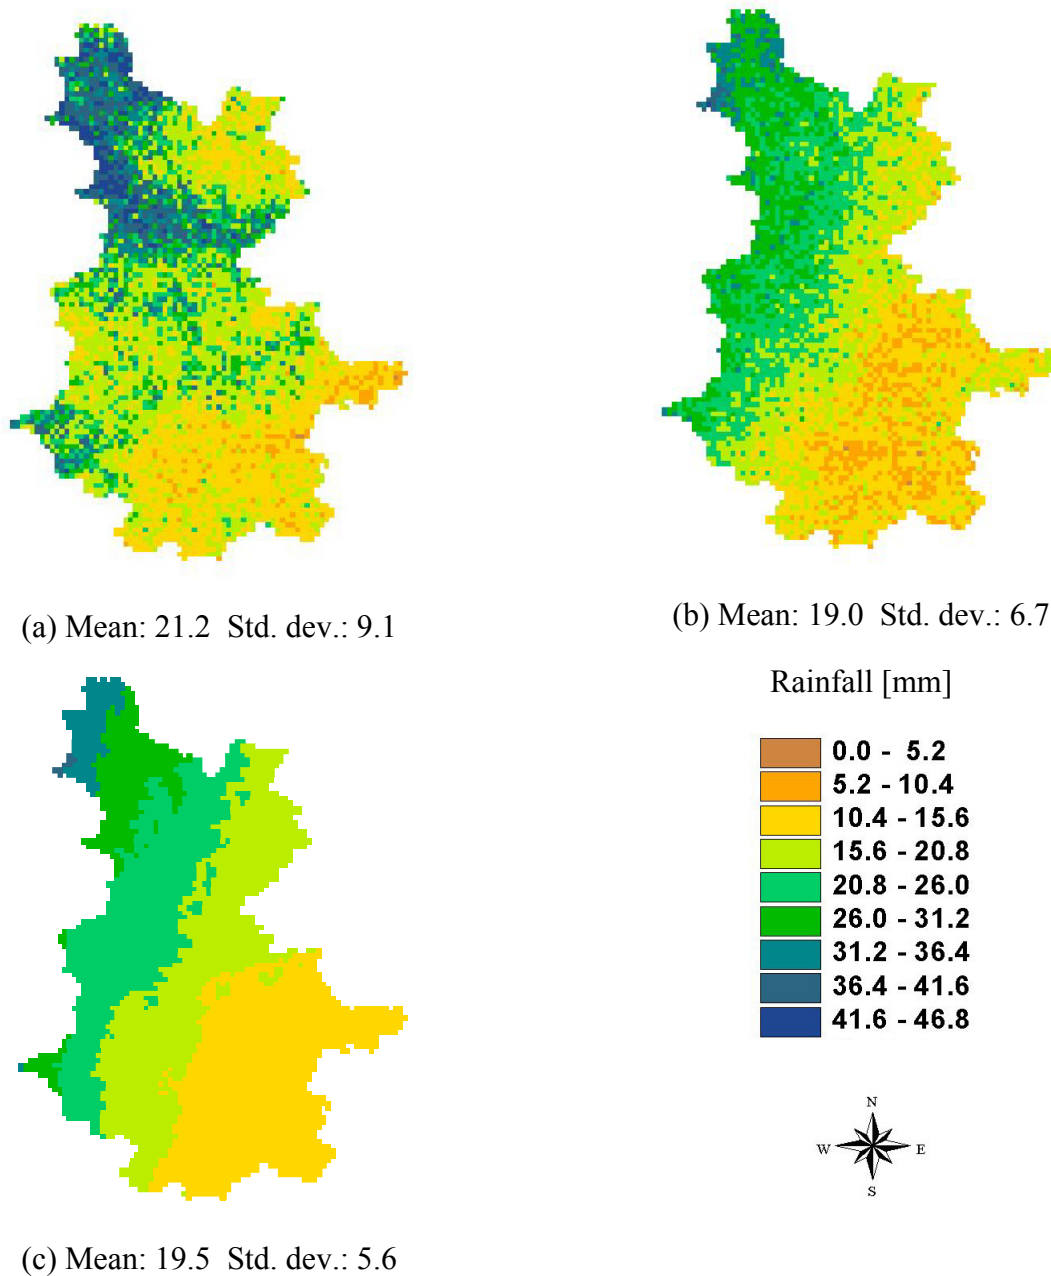 (a) Mean: 21.2 Std. dev.: 9.1
(b) Mean: 19.0 Std. dev.: 6.7
Rainfall [mm]
0.0 - 5.2
5.2 - 10.4
10.4 - 15.6
15.6 - 20.8
20.8 - 26.0
26.0 - 31.2
31.2 - 36.4
36.4 - 41.6
41.6 - 46.8
N
W E
S
(c) Mean: 19.5 Std. dev.: 5.6